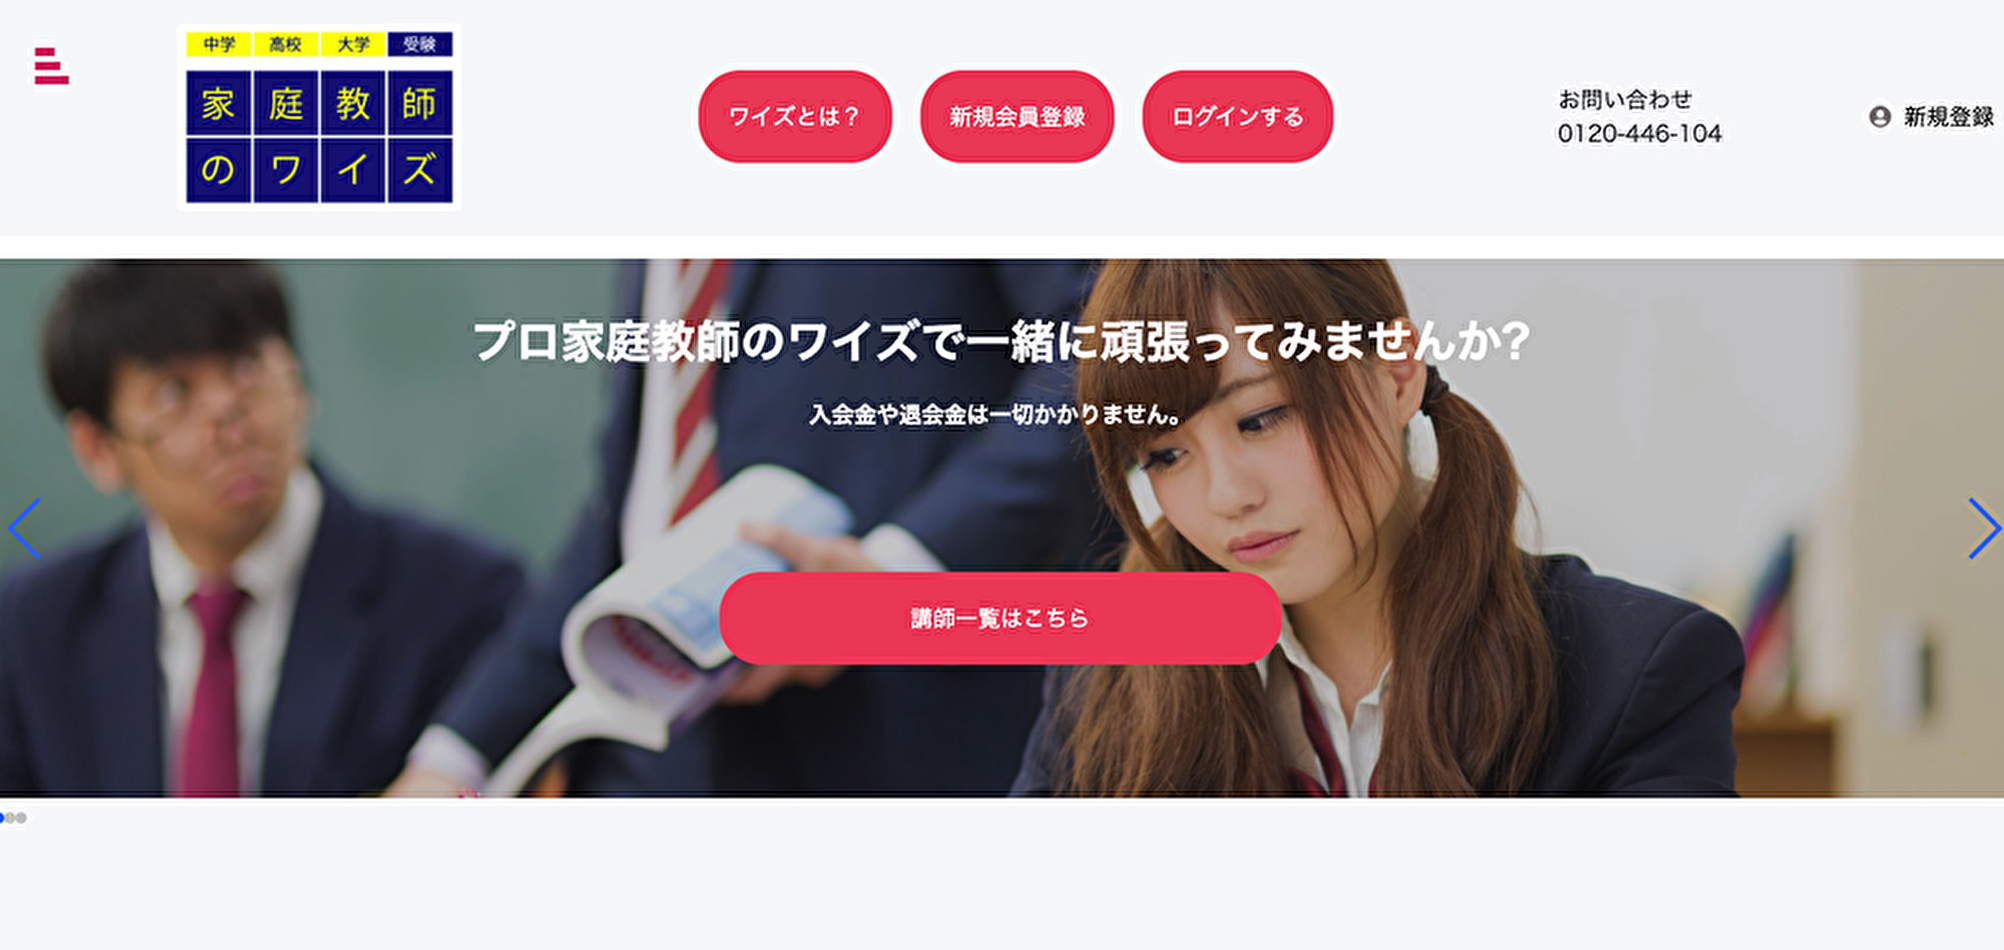 中学 高校 大学 受験
家庭教師
のワイズ
ワイズとは？
新規会員登録
ログインする
お問い合わせ
0120-446-104
新規登録
プロ家庭教師のワイズで一緒に頑張ってみませんか?
入会金や退会金は一切かかりません。
講師一覧はこちら